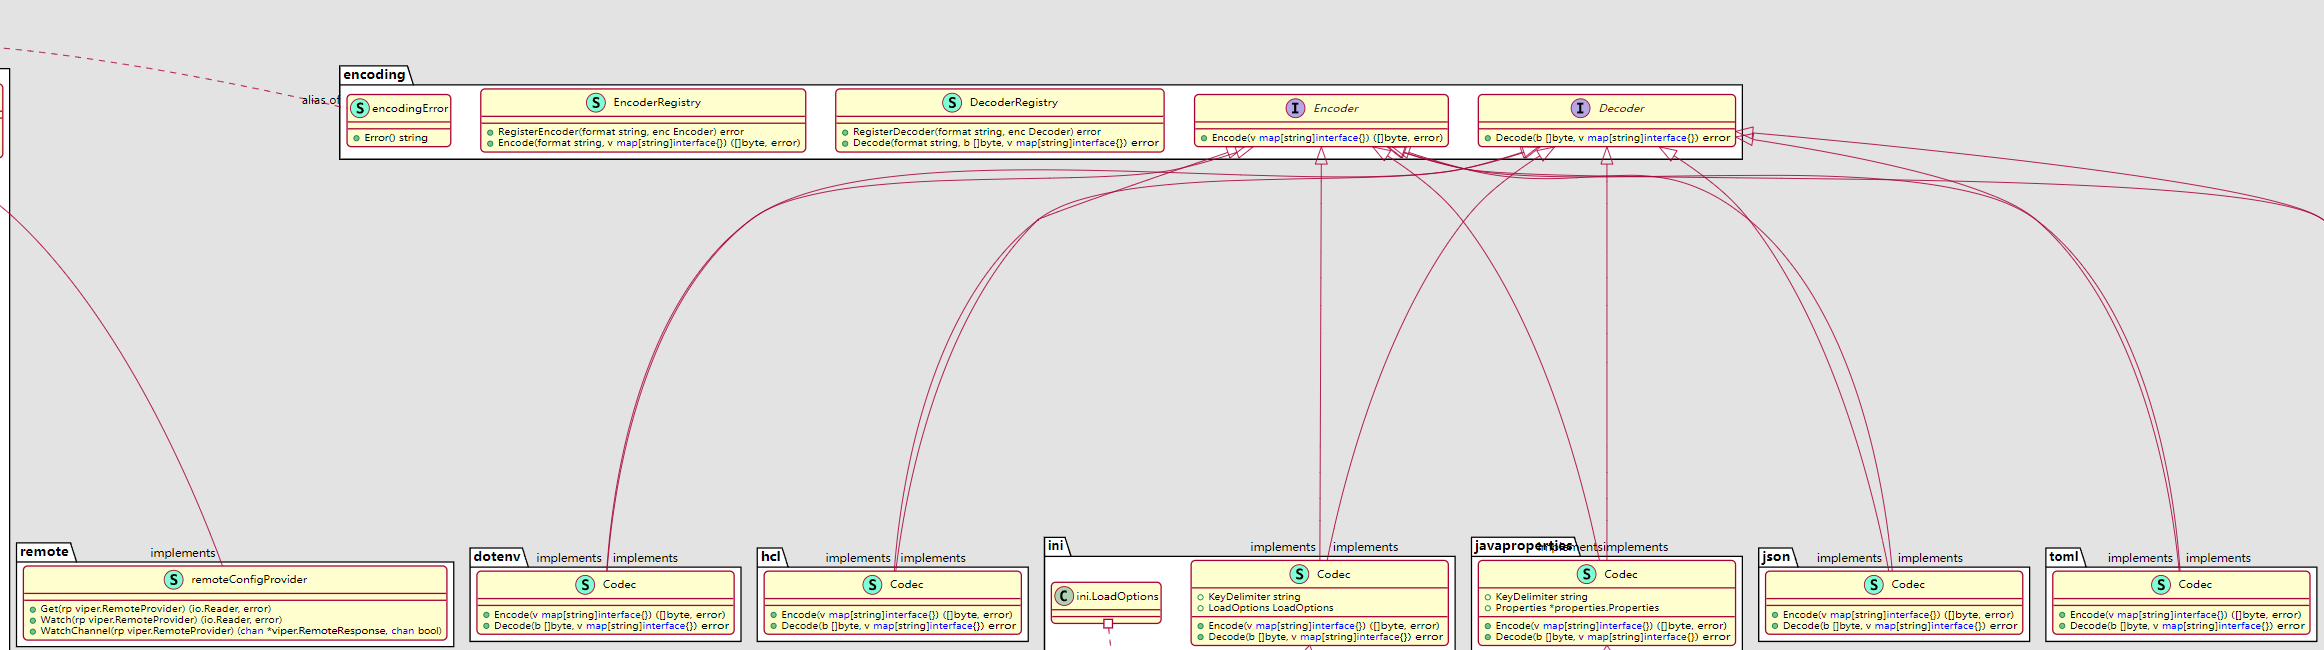 encoding
alias of
S encodingError
Error() string
S EncoderRegistry
RegisterEncoder(format string, enc Encoder) error
Encode(format string, v map[string]interface{}) ([]byte, error)
S DecoderRegistry
RegisterDecoder(format string, enc Decoder) error
Decode(format string, b []byte, v map[string]interface{}) error
I Encoder
Encode(v map[string]interface{}) ([]byte, error)
I Decoder
Decode(b []byte, v map[string]interface{}) error
remote
implements
S remoteConfigProvider
Get(rp viper.RemoteProvider) (io.Reader, error)
Watch(rp viper.RemoteProvider) (io.Reader, error)
WatchChannel(rp viper.RemoteProvider) (chan *viper.RemoteResponse, chan bool)
dotenv
implements implements
S Codec
Encode(v map[string]interface{}) ([]byte, error)
Decode(b []byte, v map[string]interface{}) error
hcl
implements implements
S Codec
Encode(v map[string]interface{}) ([]byte, error)
Decode(b []byte, v map[string]interface{}) error
ini
implements implements
C ini.LoadOptions
S Codec
KeyDelimiter string
LoadOptions LoadOptions
Encode(v map[string]interface{}) ([]byte, error)
Decode(b []byte, v map[string]interface{}) error
javaproperties
implements implements
S Codec
KeyDelimiter string
Properties *properties.Properties
Encode(v map[string]interface{}) ([]byte, error)
Decode(b []byte, v map[string]interface{}) error
json
implements implements
S Codec
Encode(v map[string]interface{}) ([]byte, error)
Decode(b []byte, v map[string]interface{}) error
toml
implements implements
S Codec
Encode(v map[string]interface{}) ([]byte, error)
Decode(b []byte, v map[string]interface{}) error